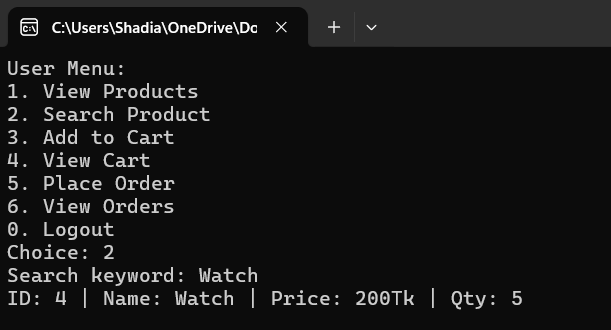 C:\Users\Shadia\OneDrive\Do
User Menu:
1. View Products
2. Search Product
3. Add to Cart
4. View Cart
5. Place Order
6. View Orders
0. Logout
Choice: 2
Search keyword: Watch
ID: 4 | Name: Watch | Price: 200Tk | Qty: 5